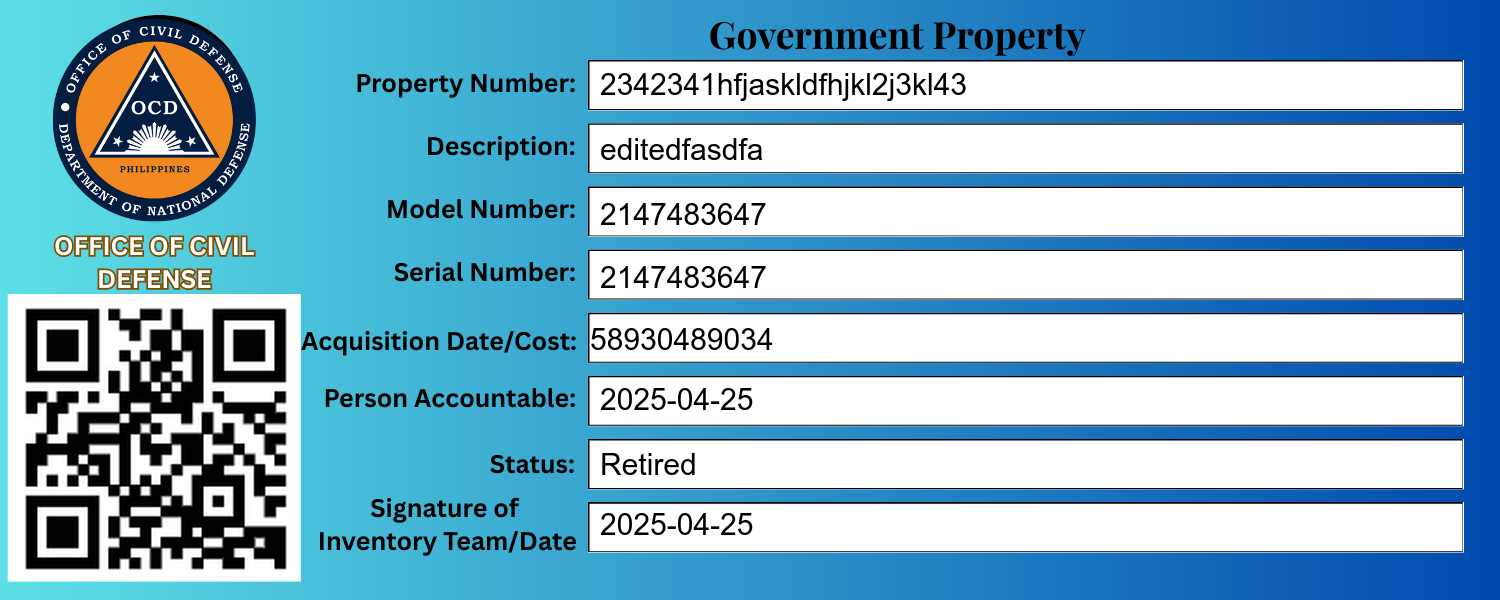 Government Property
OFFICE OF CIVIL DEFENSE
OCD
PHILIPPINES
DEPARTMENT OF NATIONAL DEFENSE
OFFICE OF CIVIL
DEFENSE
Property Number: 2342341hfjaskldfhjkl2j3kl43
Description: editedfasdfa
Model Number: 2147483647
Serial Number: 2147483647
Acquisition Date/Cost: 58930489034
Person Accountable: 2025-04-25
Status: Retired
Signature of
Inventory Team/Date 2025-04-25